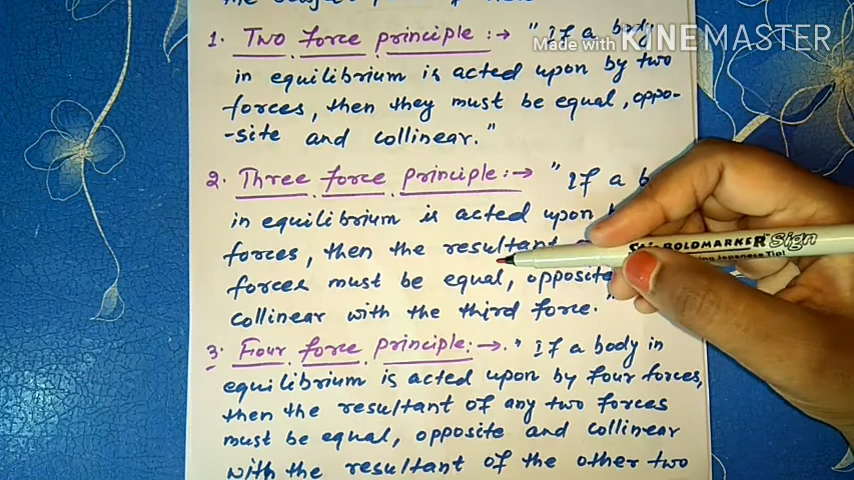 1. Two force principle :→ " If a body
in equilibrium is acted upon by two
forces, then they must be equal, oppo-
-site and collinear."
2. Three force principle :→ " If a
in equilibrium is acted upon
forces, then the resultant
forces must be equal, opposite
collinear with the third force."
3. Four force principle :→ . " If a body in
equilibrium is acted upon by four forces,
then the resultant of any two forces
must be equal, opposite and collinear
with the resultant of the other two
Made with KINEMASTER
BOLDMARKER Sign
Japanese Tip!